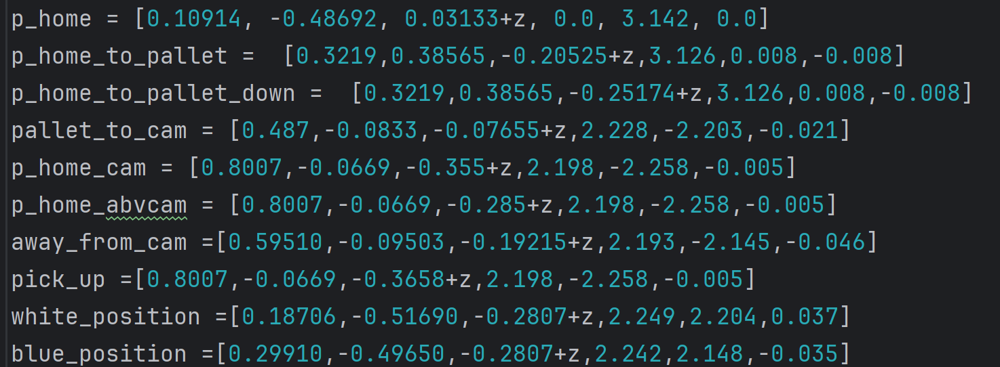 p_home = [0.10914, -0.48692, 0.03133+z, 0.0, 3.142, 0.0]
p_home_to_pallet =  [0.3219,0.38565,-0.20525+z,3.126,0.008,-0.008]
p_home_to_pallet_down =  [0.3219,0.38565,-0.25174+z,3.126,0.008,-0.008]
pallet_to_cam = [0.487,-0.0833,-0.07655+z,2.228,-2.203,-0.021]
p_home_cam = [0.8007,-0.0669,-0.355+z,2.198,-2.258,-0.005]
p_home_abvcam = [0.8007,-0.0669,-0.285+z,2.198,-2.258,-0.005]
away_from_cam =[0.59510,-0.09503,-0.19215+z,2.193,-2.145,-0.046]
pick_up =[0.8007,-0.0669,-0.3658+z,2.198,-2.258,-0.005]
white_position =[0.18706,-0.51690,-0.2807+z,2.249,2.204,0.037]
blue_position =[0.29910,-0.49650,-0.2807+z,2.242,2.148,-0.035]